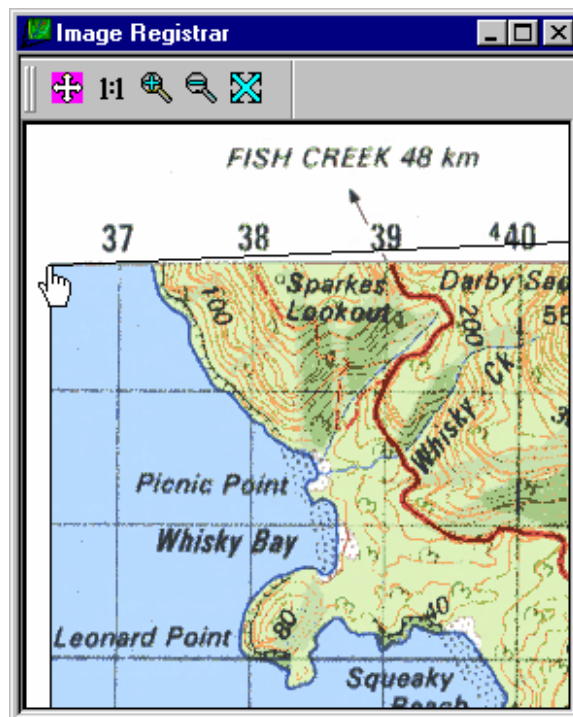 Image Registrar
1:1
FISH CREEK 48 km
37 38 39 440
Sparkes Darby
Lookout
100
200
Whisky Ck
Picnic Point
Whisky Bay
80
40
Leonard Point
Squeaky
Beach